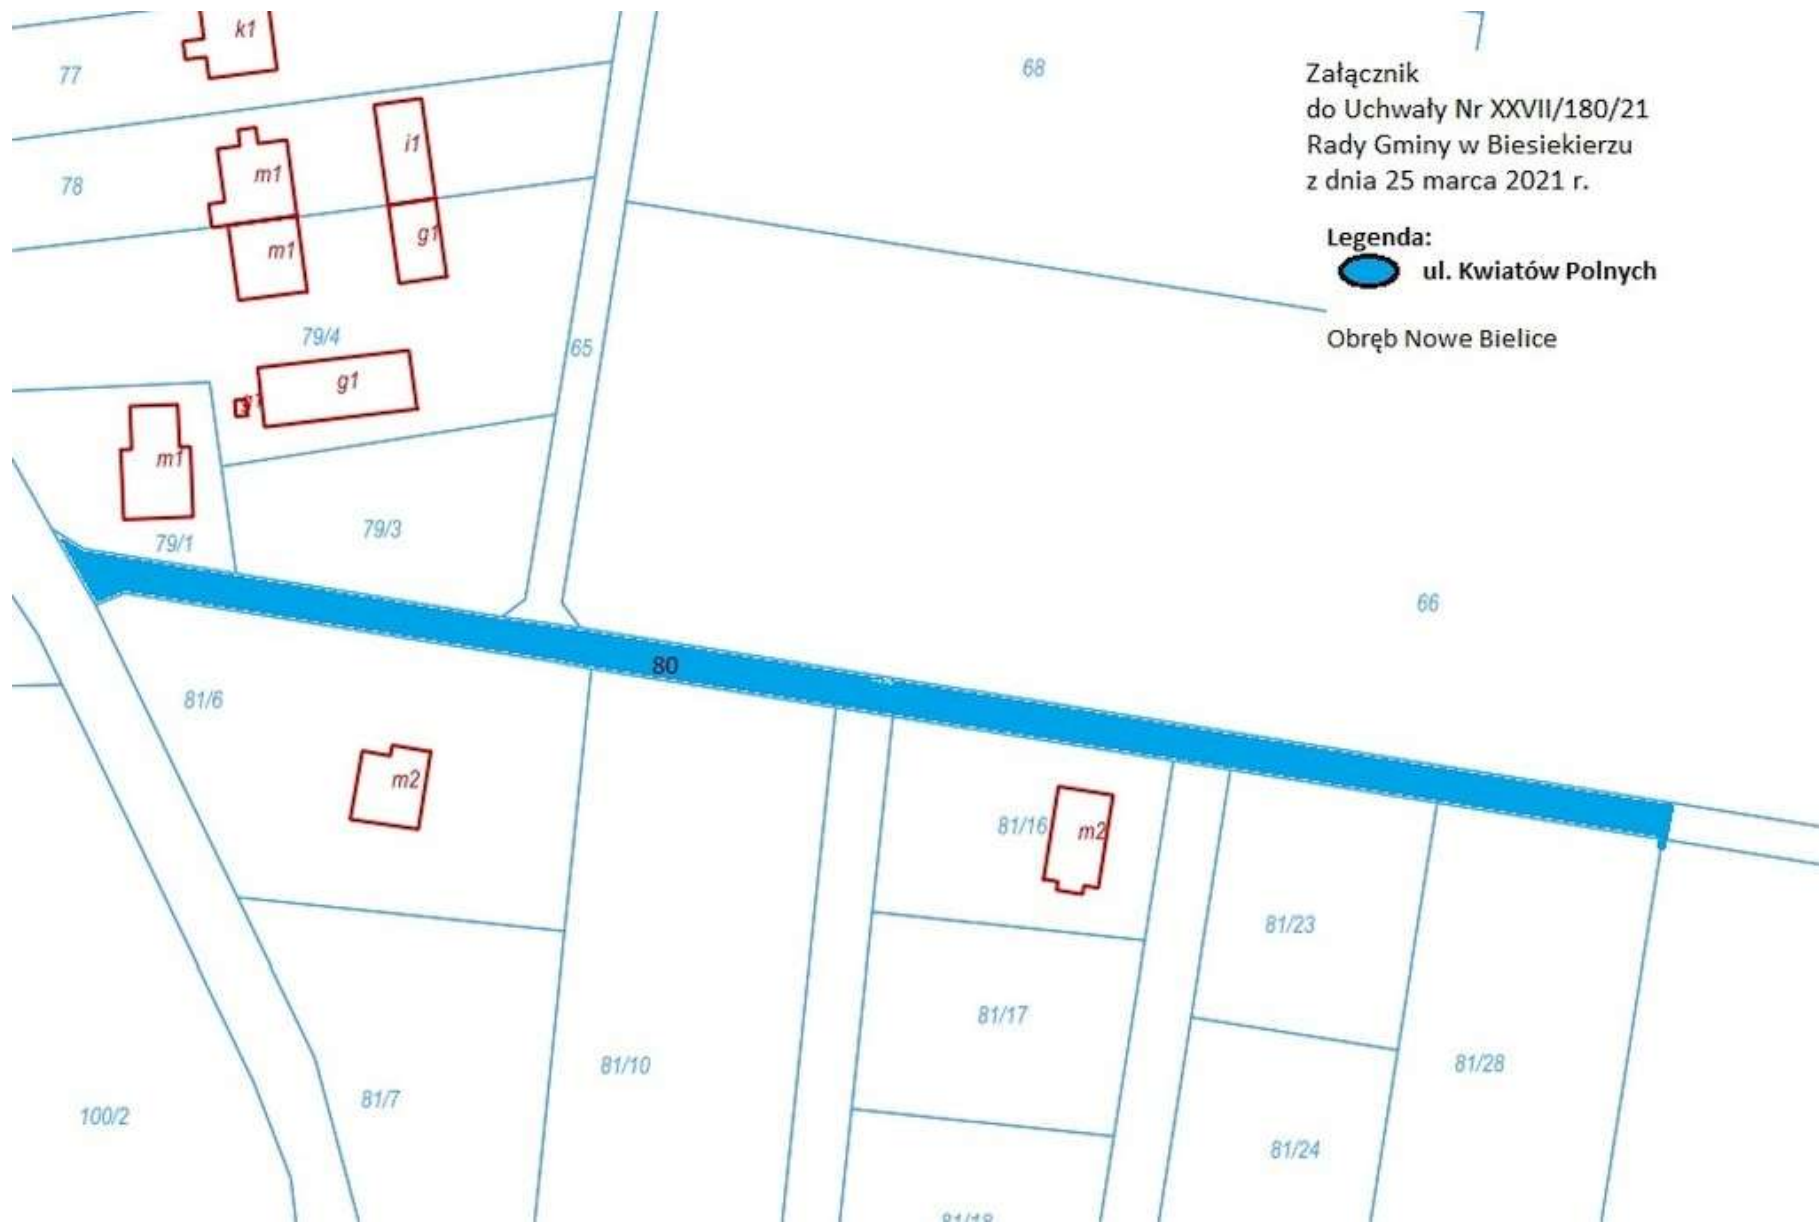 k1
77
68
Załącznik
do Uchwały Nr XXVII/180/21
Rady Gminy w Biesiekierzu
z dnia 25 marca 2021 r.
i1
m1
78
g1
m1
Legenda:
ul. Kwiatów Polnych
79/4
65
Obręb Nowe Bielice
g1
m1
79/3
79/1
66
80
81/6
m2
81/16
m2
81/23
81/17
81/10
81/28
81/7
100/2
81/24
81/18